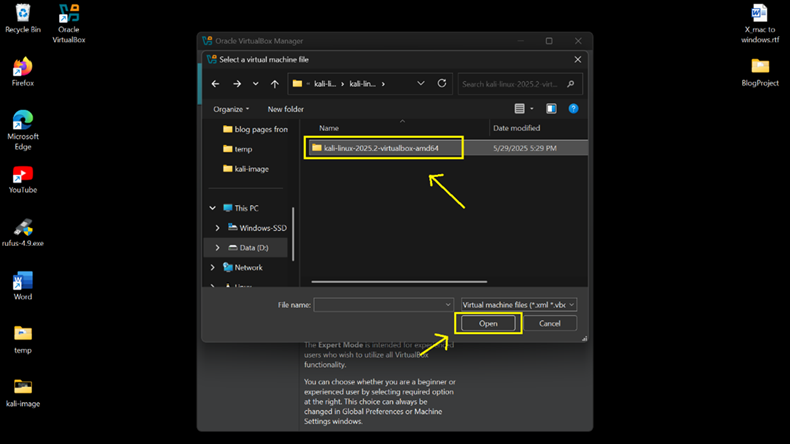 Recycle Bin
Oracle
VirtualBox
Firefox
Microsoft
Edge
YouTube
rufus-4.9.exe
Word
temp
kali-image
X_mac to
windows.rtf
BlogProject
Oracle VirtualBox Manager
Select a virtual machine file
kali-li... › kali-lin... ›
Search kali-linux-2025.2-virt...
Organize
New folder
Name
Date modified
blog pages from
temp
kali-image
This PC
Windows-SSD
Data (D:)
Network
Linux
kali-linux-2025.2-virtualbox-amd64
5/29/2025 5:29 PM
File name:
Virtual machine files (*.xml *.vbo
Open
Cancel
The Expert Mode is intended for experienced
users who wish to utilize all VirtualBox
functionality.
You can choose whether you are a beginner or
experienced user by selecting required option
at the right. This choice can always be
changed in Global Preferences or Machine
Settings windows.